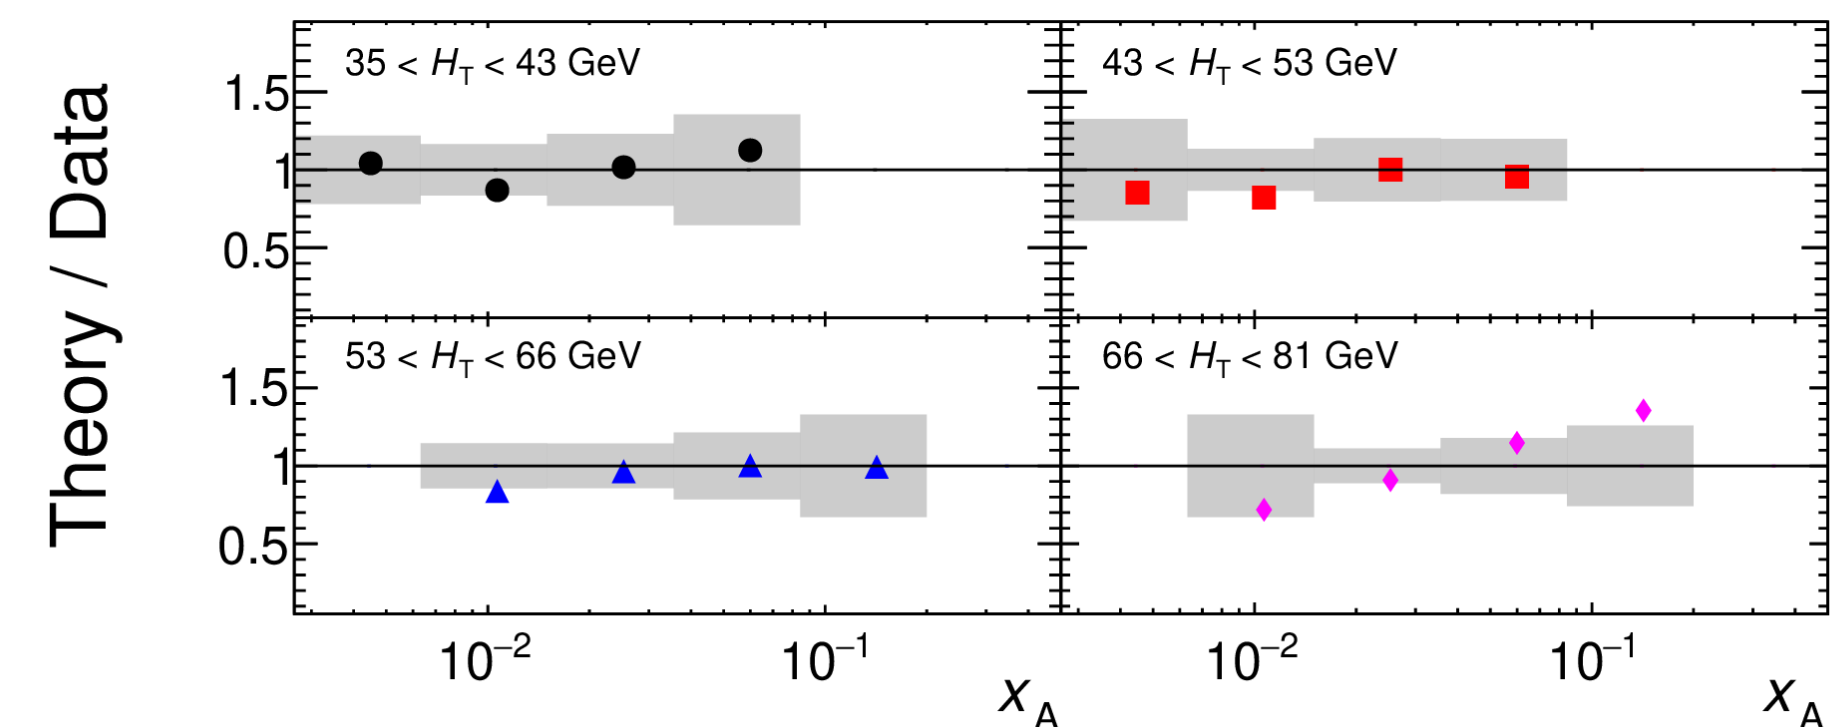 Theory / Data
35 < H_T < 43 GeV
43 < H_T < 53 GeV
1.5
1
0.5
53 < H_T < 66 GeV
66 < H_T < 81 GeV
1.5
1
0.5
10⁻² 10⁻¹ 10⁻² 10⁻¹
x_A x_A